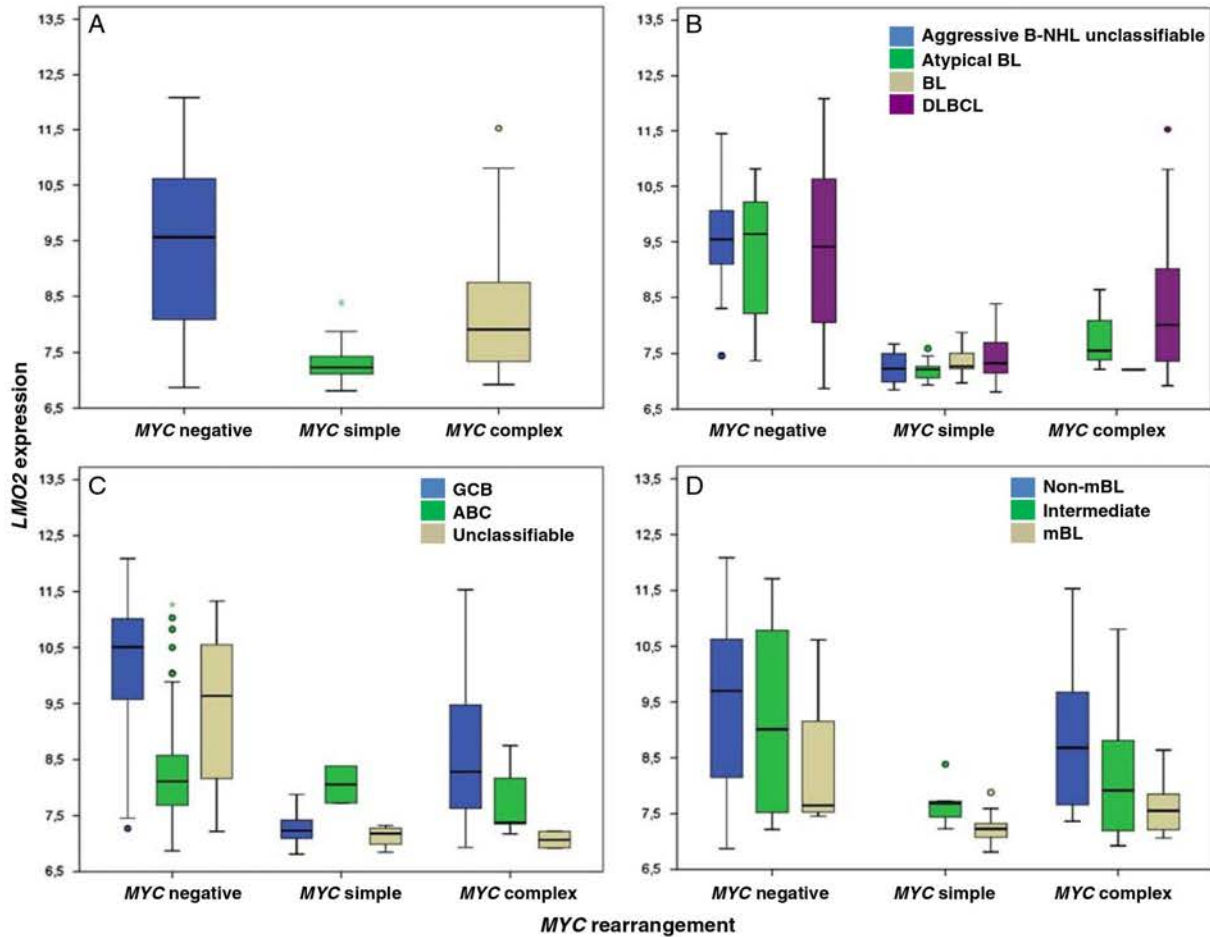 A
13,5
12,5
11,5
10,5
9,5
8,5
7,5
6,5
MYC negative
MYC simple
MYC complex
B
Aggressive B-NHL unclassifiable
Atypical BL
BL
DLBCL
13,5
12,5
11,5
10,5
9,5
8,5
7,5
6,5
MYC negative
MYC simple
MYC complex
LMO2 expression
C
GCB
ABC
Unclassifiable
13,5
12,5
11,5
10,5
9,5
8,5
7,5
6,5
MYC negative
MYC simple
MYC complex
D
Non-mBL
Intermediate
mBL
13,5
12,5
11,5
10,5
9,5
8,5
7,5
6,5
MYC negative
MYC simple
MYC complex
MYC rearrangement